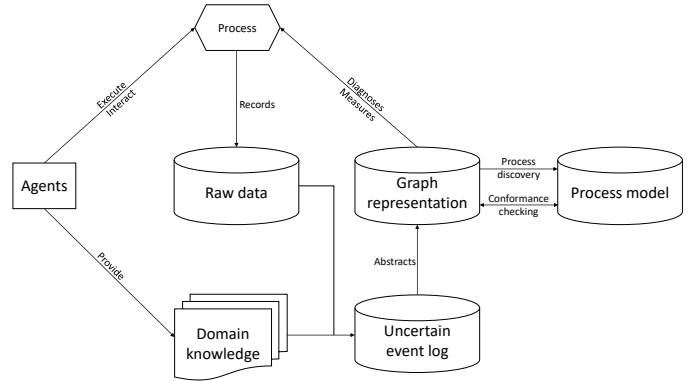 Process
Execute
Interact
Diagnoses
Measures
Records
Agents
Raw data
Graph
representation
Process
discovery
Conformance
checking
Process model
Provide
Abstracts
Domain
knowledge
Uncertain
event log